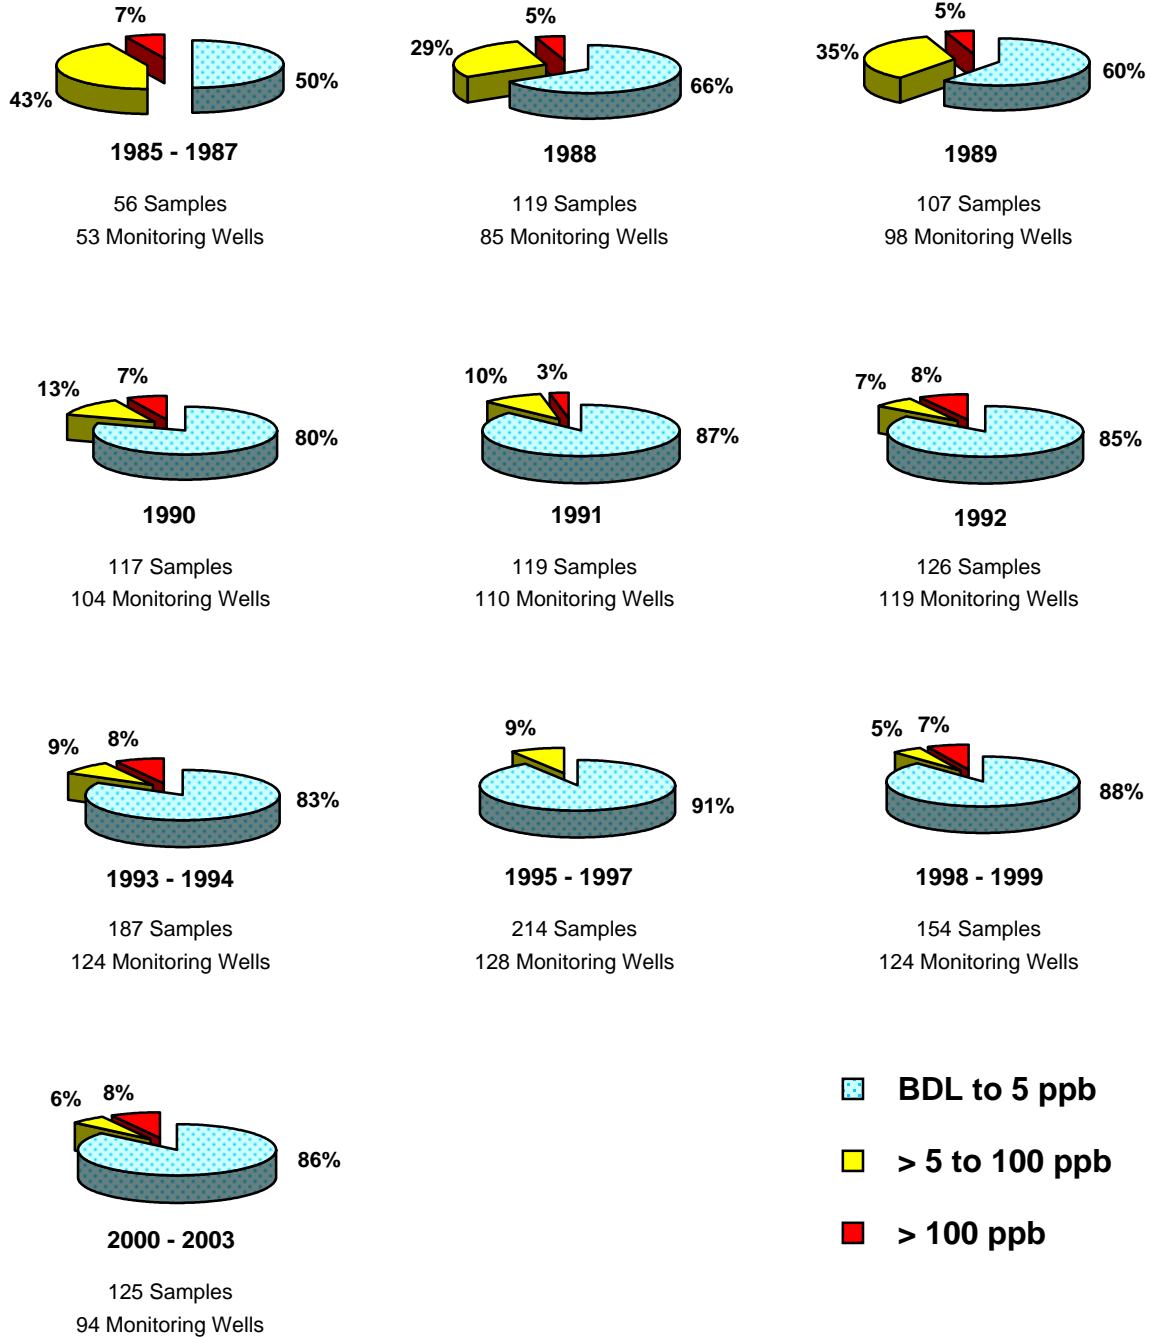 7%
43%
50%
1985 - 1987
56 Samples
53 Monitoring Wells
5%
29%
66%
1988
119 Samples
85 Monitoring Wells
5%
35%
60%
1989
107 Samples
98 Monitoring Wells
13%
7%
80%
1990
117 Samples
104 Monitoring Wells
10%
3%
87%
1991
119 Samples
110 Monitoring Wells
7%
8%
85%
1992
126 Samples
119 Monitoring Wells
9%
8%
83%
1993 - 1994
187 Samples
124 Monitoring Wells
9%
91%
1995 - 1997
214 Samples
128 Monitoring Wells
5%
7%
88%
1998 - 1999
154 Samples
124 Monitoring Wells
6%
8%
86%
2000 - 2003
125 Samples
94 Monitoring Wells
BDL to 5 ppb
> 5 to 100 ppb
> 100 ppb